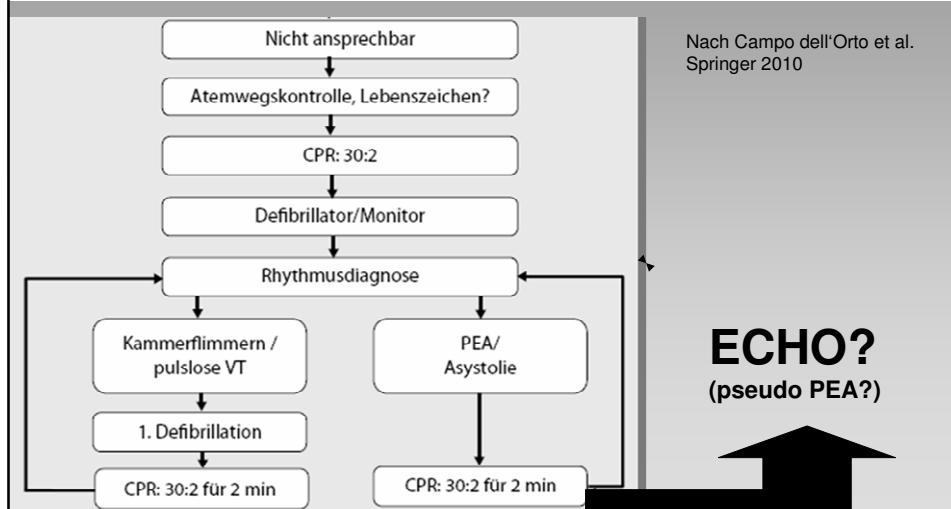 Nicht ansprechbar
Atemwegskontrolle, Lebenszeichen?
CPR: 30:2
Defibrillator/Monitor
Rhythmusdiagnose
Kammerflimmern /
pulslose VT
1. Defibrillation
CPR: 30:2 für 2 min
PEA/
Asystolie
CPR: 30:2 für 2 min
Nach Campo dell‘Orto et al.
Springer 2010
ECHO?
(pseudo PEA?)